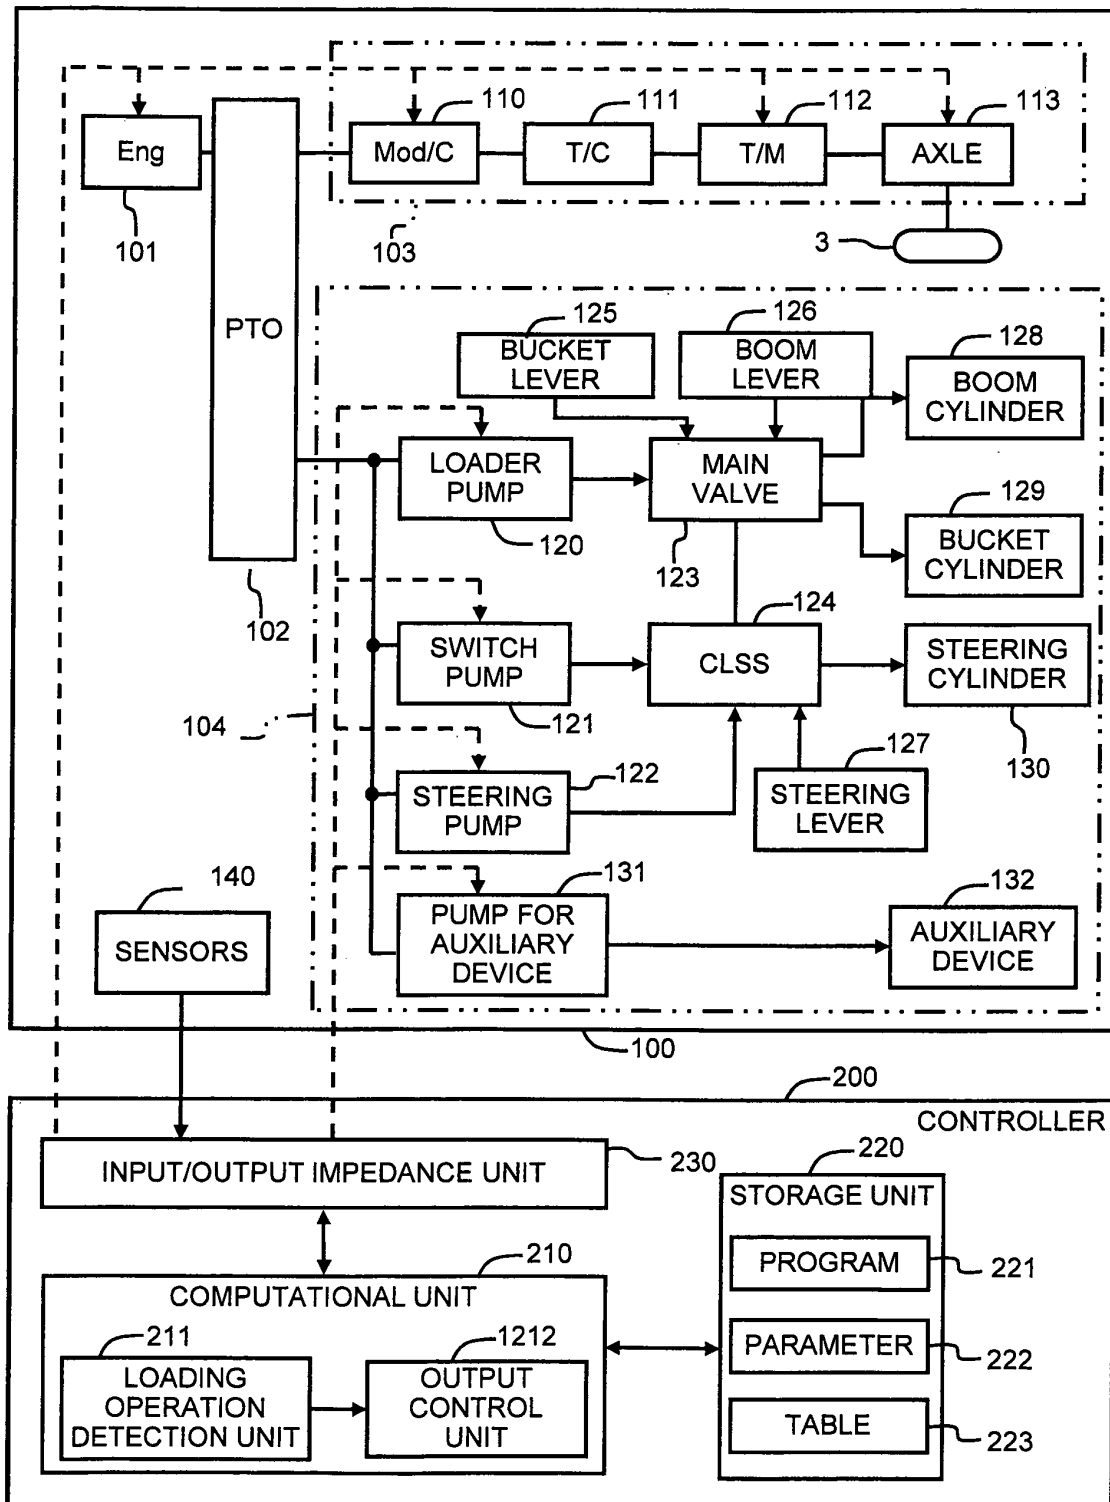 110
111
112
113
Eng
Mod/C
T/C
T/M
AXLE
101
103
3
PTO
125
126
128
BUCKET
LEVER
BOOM
LEVER
BOOM
CYLINDER
LOADER
PUMP
MAIN
VALVE
129
120
123
BUCKET
CYLINDER
102
124
SWITCH
PUMP
CLSS
STEERING
CYLINDER
104
121
127
130
122
STEERING
PUMP
STEERING
LEVER
140
131
132
SENSORS
PUMP FOR
AUXILIARY
DEVICE
AUXILIARY
DEVICE
100
200
CONTROLLER
INPUT/OUTPUT IMPEDANCE UNIT
230
220
STORAGE UNIT
210
PROGRAM
221
COMPUTATIONAL UNIT
211
1212
PARAMETER
222
LOADING
OPERATION
DETECTION UNIT
OUTPUT
CONTROL
UNIT
TABLE
223